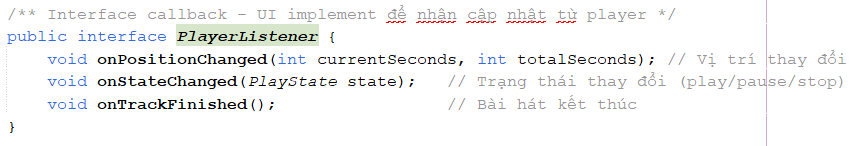 /** Interface callback – UI implement để nhận cập nhật từ player */
public interface PlayerListener {
    void onPositionChanged(int currentSeconds, int totalSeconds); // Vị trí thay đổi
    void onStateChanged(PlayState state);   // Trạng thái thay đổi (play/pause/stop)
    void onTrackFinished();                 // Bài hát kết thúc
}